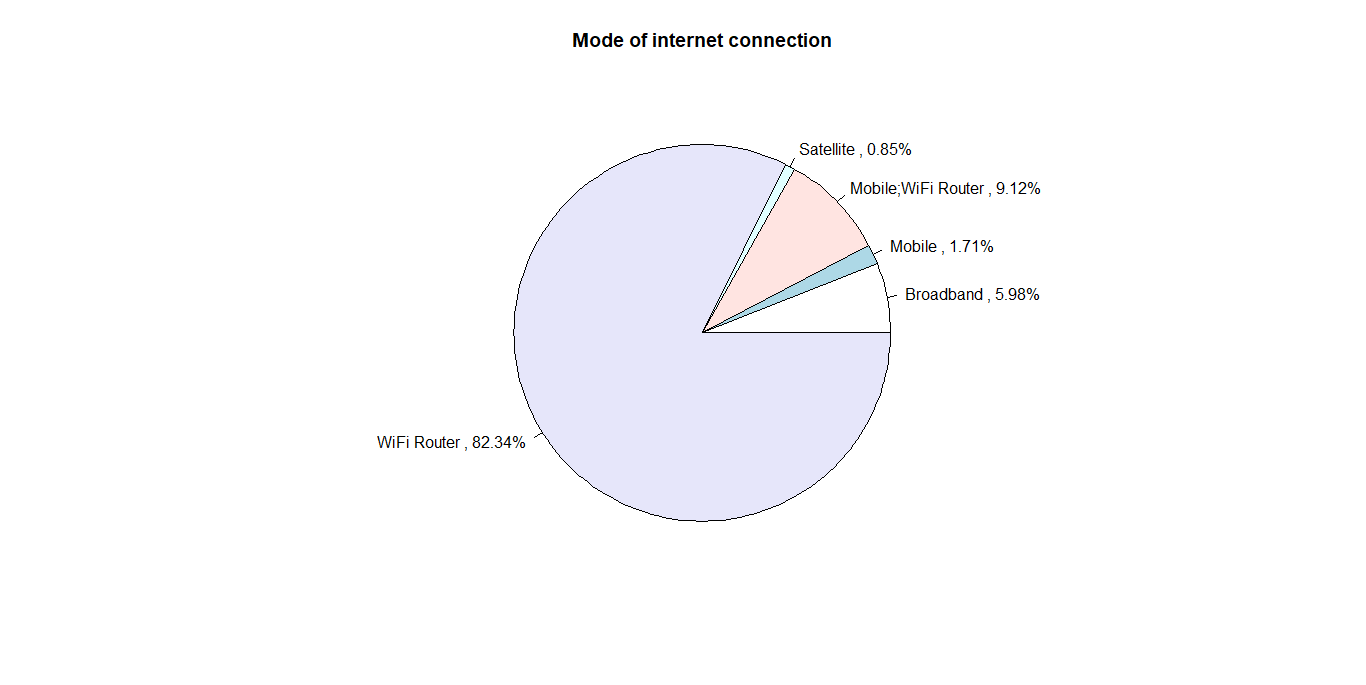 Mode of internet connection
Satellite , 0.85%
Mobile;WiFi Router , 9.12%
Mobile , 1.71%
Broadband , 5.98%
WiFi Router , 82.34%